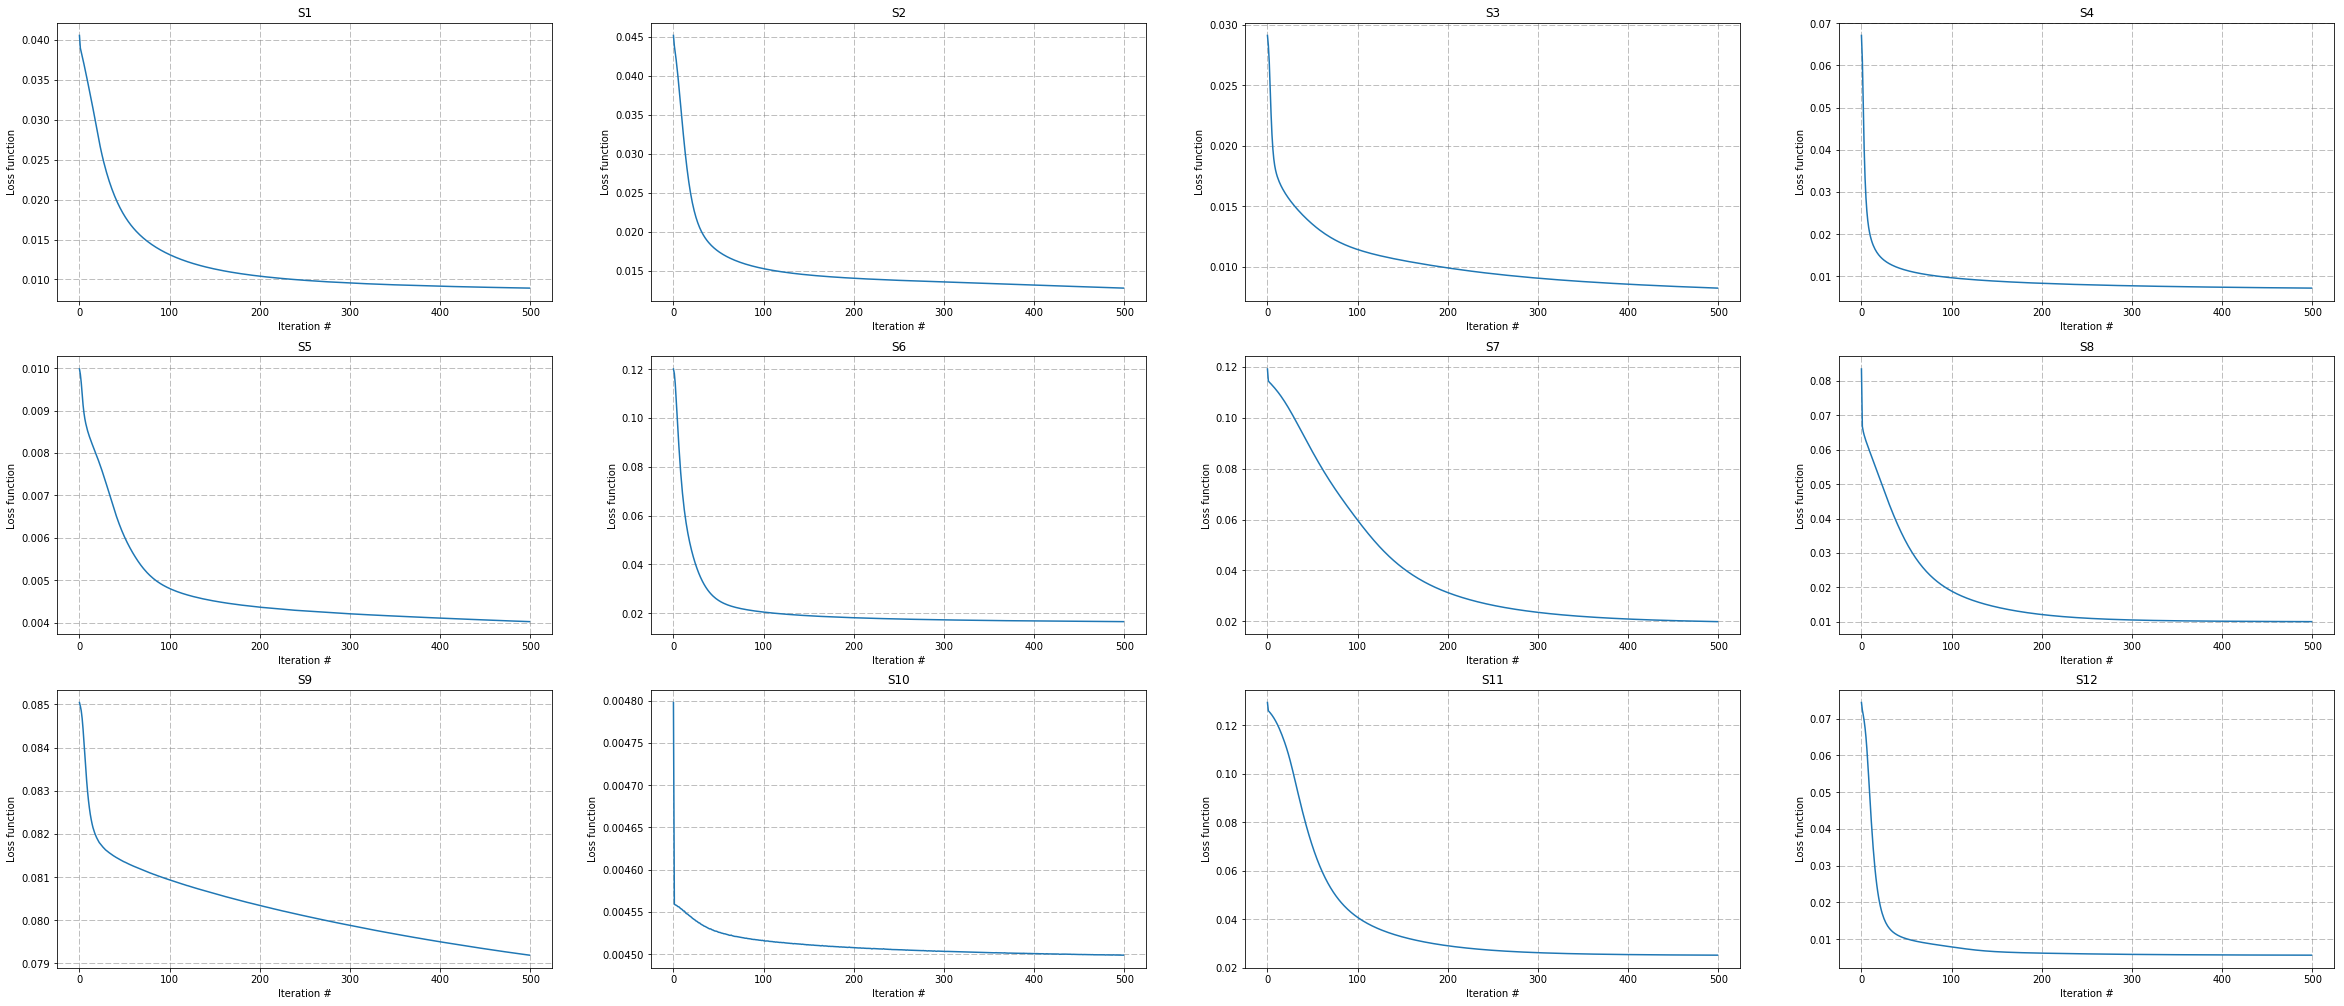 S1
0.040
0.035
0.030
0.025
0.020
0.015
0.010
Loss function
0 100 200 300 400 500
Iteration #
S2
0.045
0.040
0.035
0.030
0.025
0.020
0.015
Loss function
0 100 200 300 400 500
Iteration #
S3
0.030
0.025
0.020
0.015
0.010
Loss function
0 100 200 300 400 500
Iteration #
S4
0.07
0.06
0.05
0.04
0.03
0.02
0.01
Loss function
0 100 200 300 400 500
Iteration #
S5
0.010
0.009
0.008
0.007
0.006
0.005
0.004
Loss function
0 100 200 300 400 500
Iteration #
S6
0.12
0.10
0.08
0.06
0.04
0.02
Loss function
0 100 200 300 400 500
Iteration #
S7
0.12
0.10
0.08
0.06
0.04
0.02
Loss function
0 100 200 300 400 500
Iteration #
S8
0.08
0.07
0.06
0.05
0.04
0.03
0.02
0.01
Loss function
0 100 200 300 400 500
Iteration #
S9
0.085
0.084
0.083
0.082
0.081
0.080
0.079
Loss function
0 100 200 300 400 500
Iteration #
S10
0.00480
0.00475
0.00470
0.00465
0.00460
0.00455
0.00450
Loss function
0 100 200 300 400 500
Iteration #
S11
0.12
0.10
0.08
0.06
0.04
0.02
Loss function
0 100 200 300 400 500
Iteration #
S12
0.07
0.06
0.05
0.04
0.03
0.02
0.01
Loss function
0 100 200 300 400 500
Iteration #